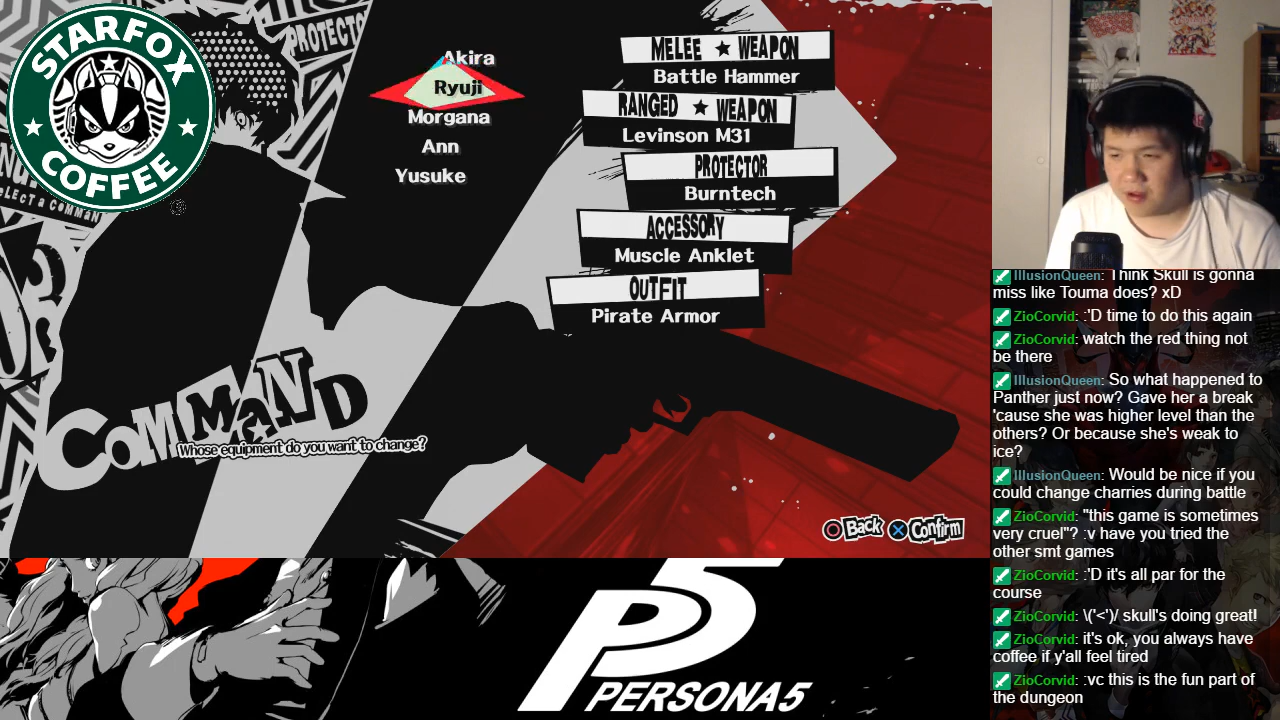 STARFOX
COFFEE
PROTECTO
Akira
Ryuji
Morgana
Ann
Yusuke
MELEE ★ WEAPON
Battle Hammer
RANGED ★ WEAPON
Levinson M31
PROTECTOR
Burntech
ACCESSORY
Muscle Anklet
OUTFIT
Pirate Armor
COMMAND
Whose equipment do you want to change?
Back
Confirm
P5
PERSONA5
IllusionQueen: Think Skull is gonna
miss like Touma does? xD
ZioCorvid: :'D time to do this again
ZioCorvid: watch the red thing not
be there
IllusionQueen: So what happened to
Panther just now? Gave her a break
'cause she was higher level than the
others? Or because she's weak to
ice?
IllusionQueen: Would be nice if you
could change charries during battle
ZioCorvid: "this game is sometimes
very cruel"? :v have you tried the
other smt games
ZioCorvid: :'D it's all par for the
course
ZioCorvid: \('<')/ skull's doing great!
ZioCorvid: it's ok, you always have
coffee if y'all feel tired
ZioCorvid: :vc this is the fun part of
the dungeon